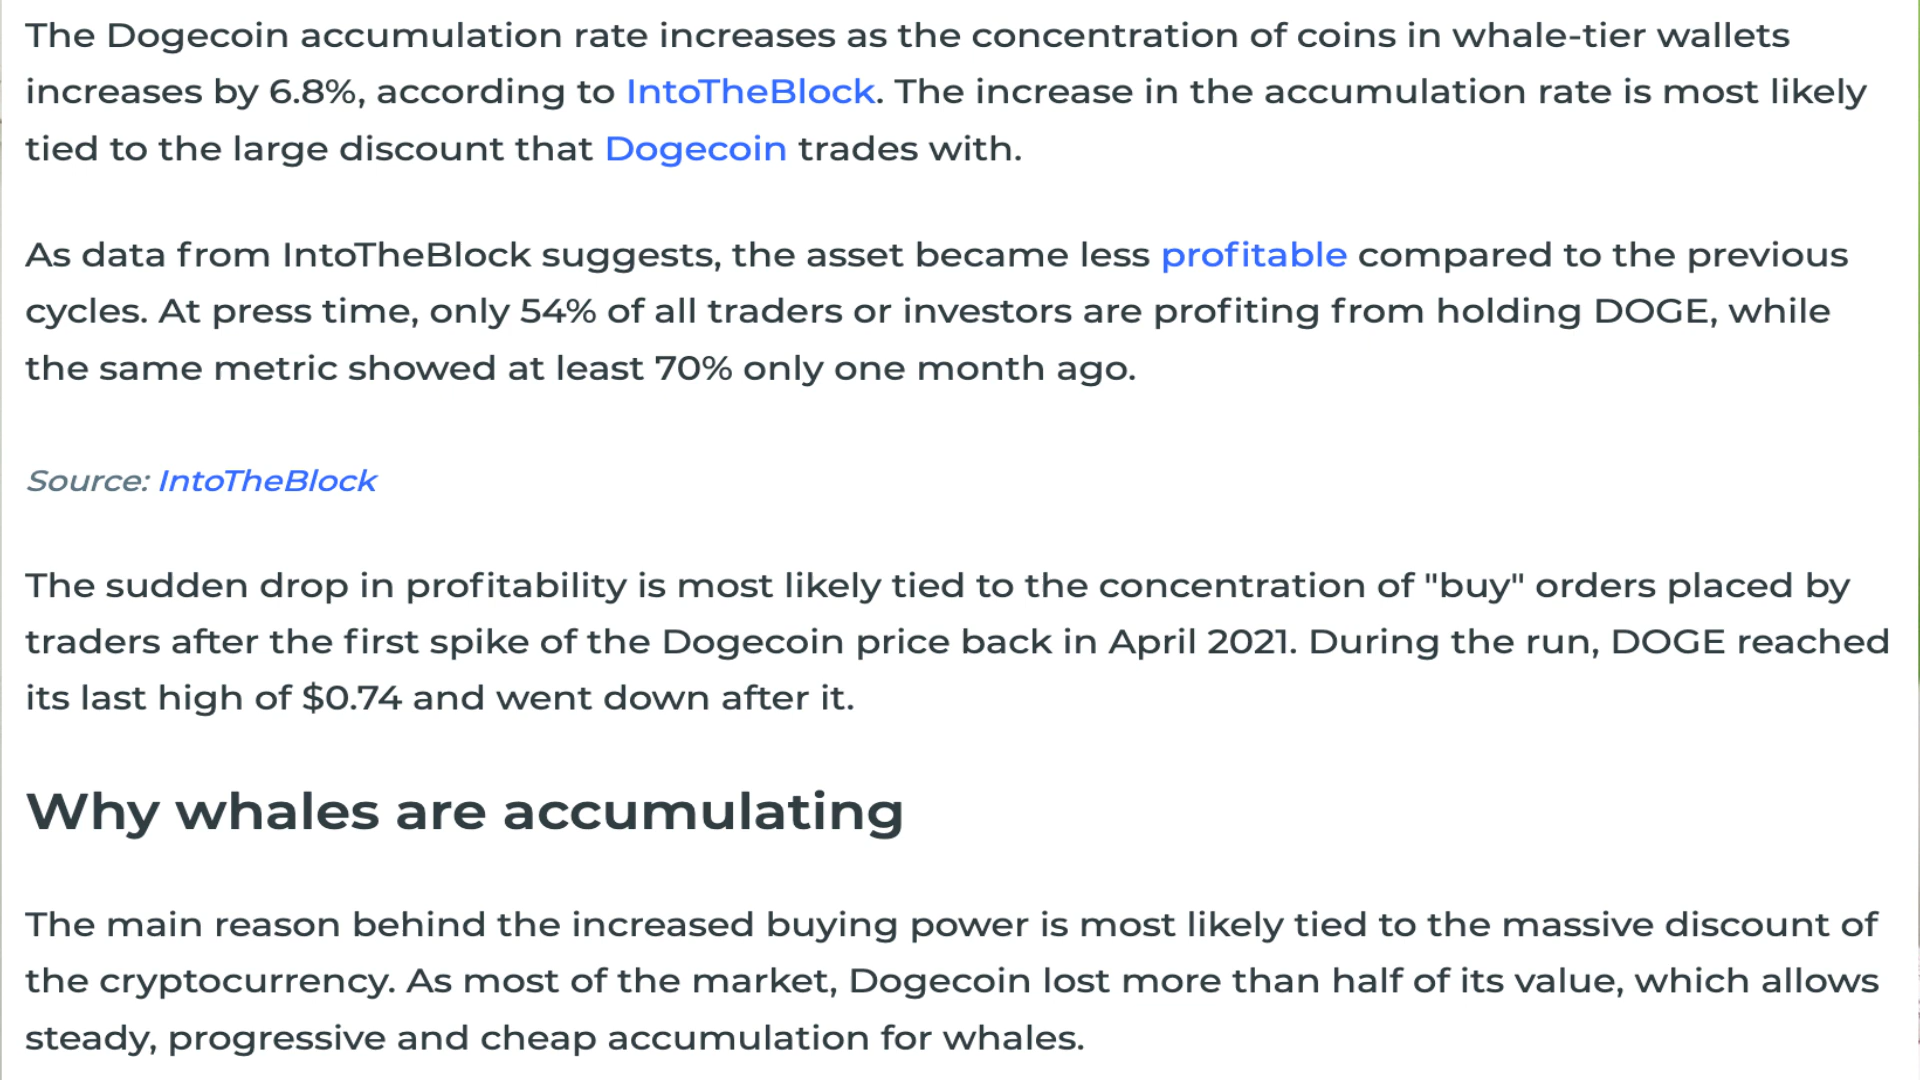 The Dogecoin accumulation rate increases as the concentration of coins in whale-tier wallets
increases by 6.8%, according to IntoTheBlock. The increase in the accumulation rate is most likely
tied to the large discount that Dogecoin trades with.
As data from IntoTheBlock suggests, the asset became less profitable compared to the previous
cycles. At press time, only 54% of all traders or investors are profiting from holding DOGE, while
the same metric showed at least 70% only one month ago.
Source: IntoTheBlock
The sudden drop in profitability is most likely tied to the concentration of "buy" orders placed by
traders after the first spike of the Dogecoin price back in April 2021. During the run, DOGE reached
its last high of $0.74 and went down after it.
Why whales are accumulating
The main reason behind the increased buying power is most likely tied to the massive discount of
the cryptocurrency. As most of the market, Dogecoin lost more than half of its value, which allows
steady, progressive and cheap accumulation for whales.